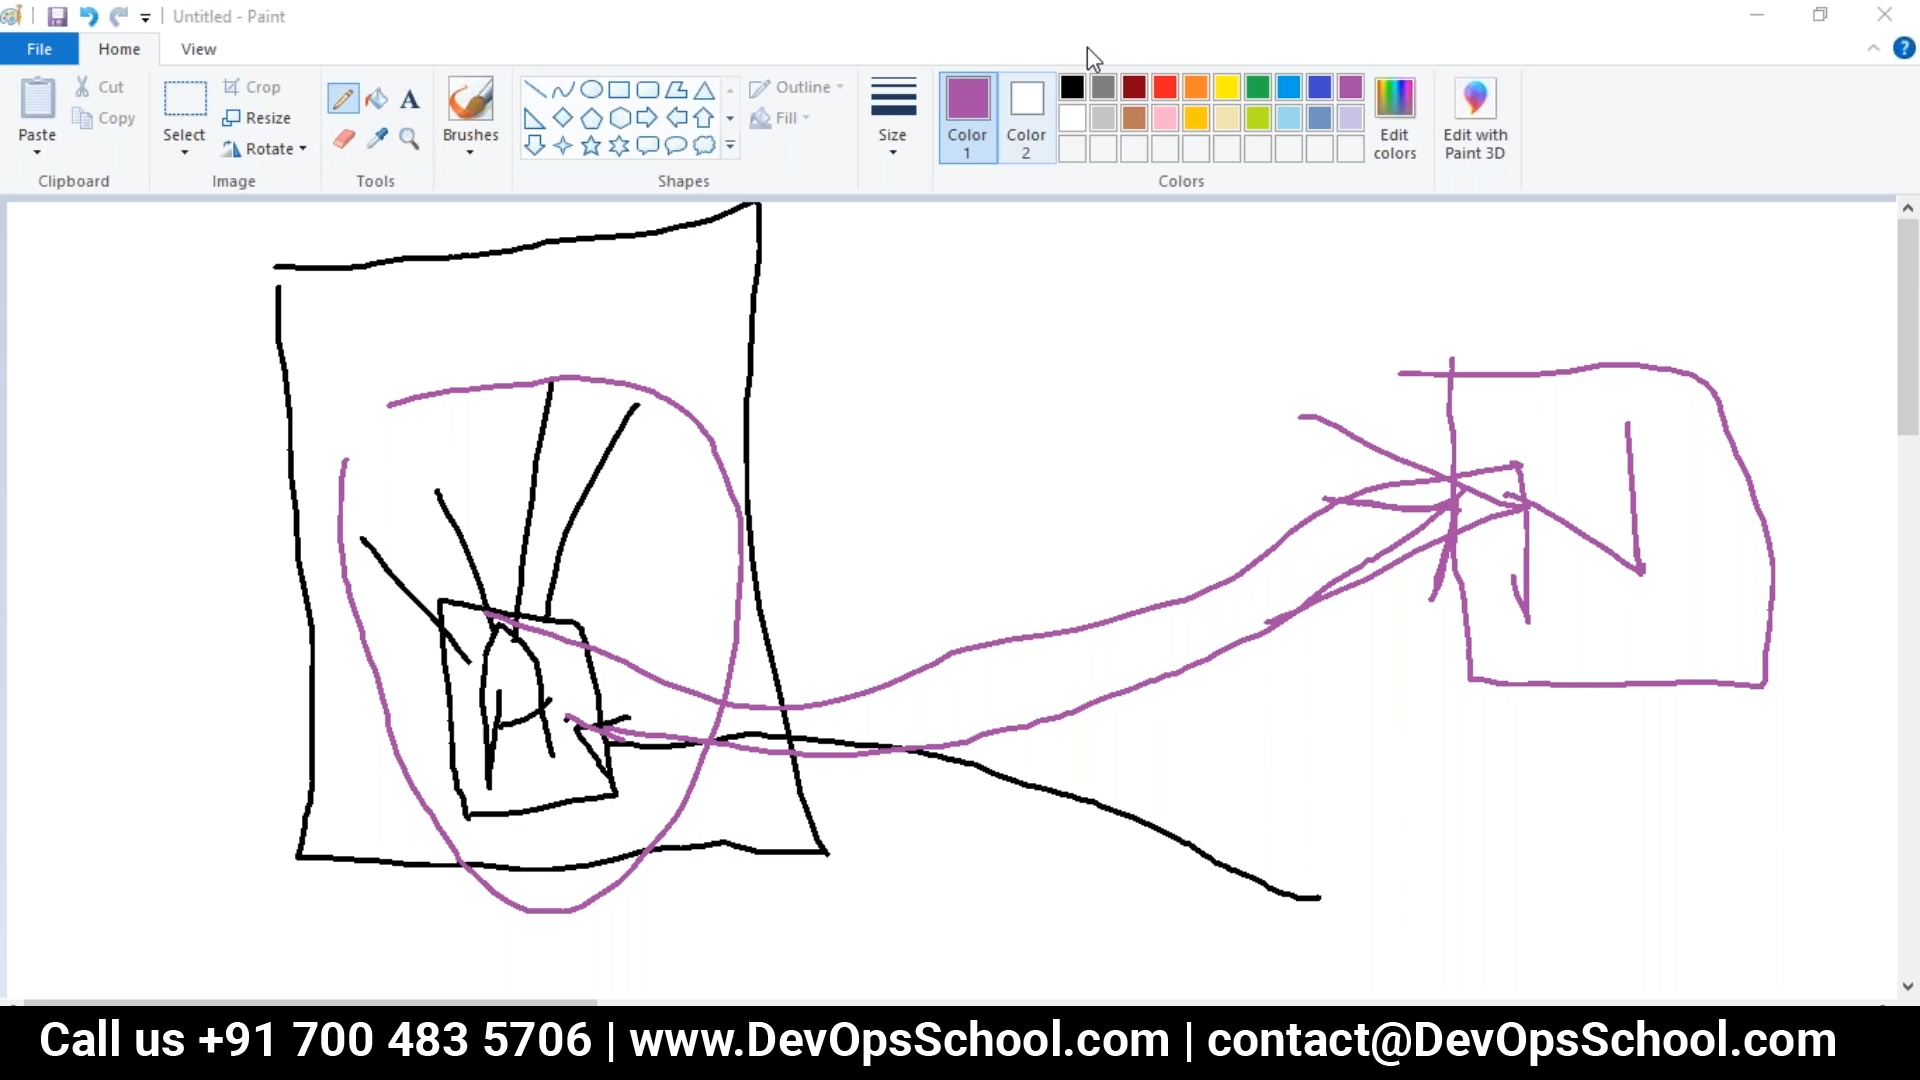 Untitled - Paint
File Home View
Paste
Cut
Copy
Clipboard
Select
Crop
Resize
Rotate
Image
A
Tools
Brushes
Shapes
Outline
Fill
Size
Color
1
Color
2
Edit
colors
Colors
Edit with
Paint 3D
?
A
Call us +91 700 483 5706 | www.DevOpsSchool.com | contact@DevOpsSchool.com